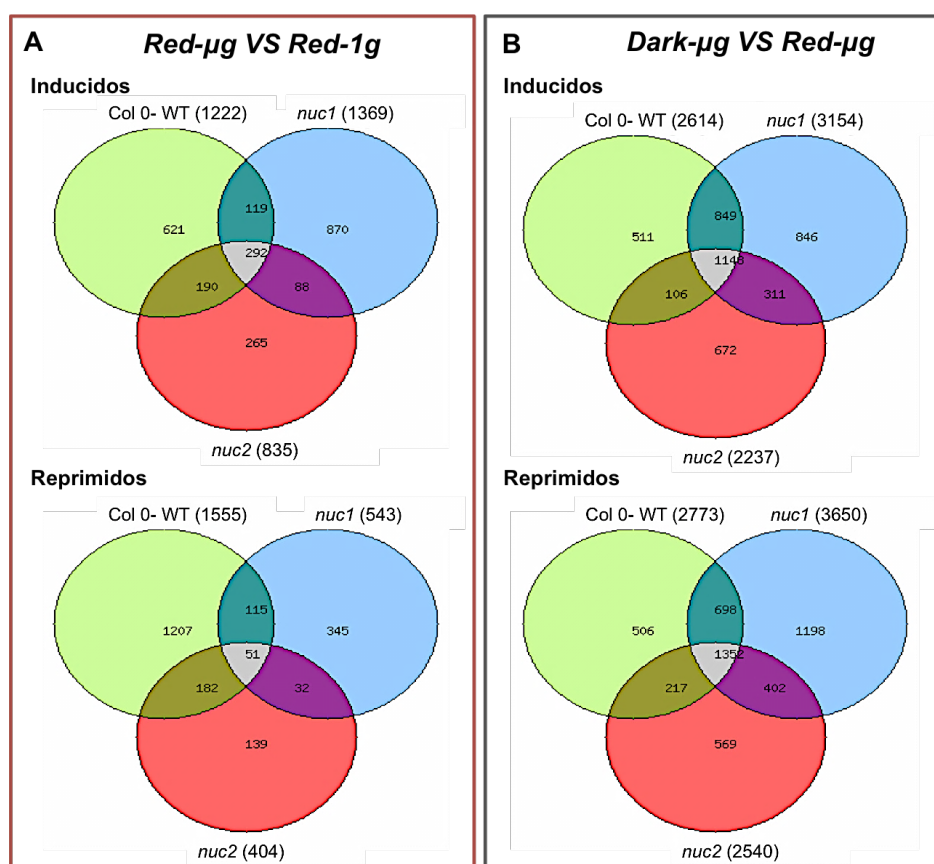 A
Red-µg VS Red-1g
Inducidos
Col 0- WT (1222)
nuc1 (1369)
119
621
870
292
190
88
265
nuc2 (835)
Reprimidos
Col 0- WT (1555)
nuc1 (543)
115
1207
345
51
182
32
139
nuc2 (404)
B
Dark-µg VS Red-µg
Inducidos
Col 0- WT (2614)
nuc1 (3154)
849
511
846
1148
106
311
672
nuc2 (2237)
Reprimidos
Col 0- WT (2773)
nuc1 (3650)
698
506
1198
1352
217
402
569
nuc2 (2540)